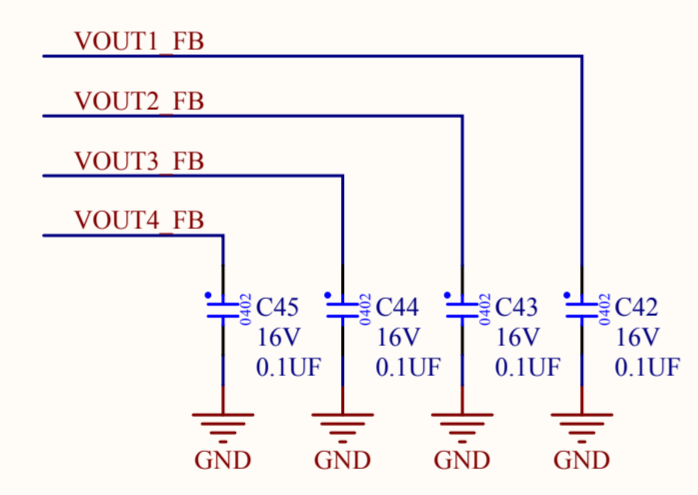 VOUT1_FB
VOUT2_FB
VOUT3_FB
VOUT4_FB
0402 C45
16V
0.1UF
0402 C44
16V
0.1UF
0402 C43
16V
0.1UF
0402 C42
16V
0.1UF
GND GND GND GND